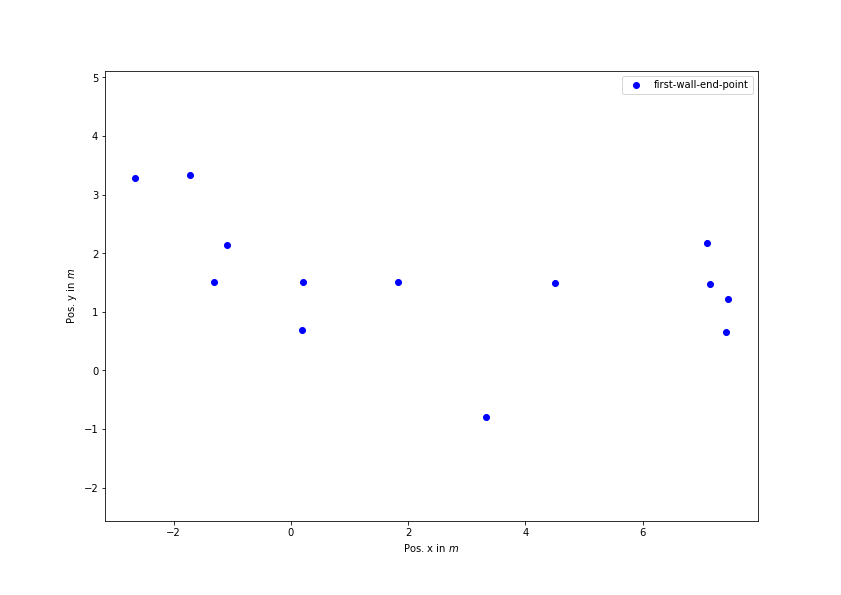 first-wall-end-point
5
4
3
2
1
0
−1
−2
Pos. y in m
−2 0 2 4 6
Pos. x in m